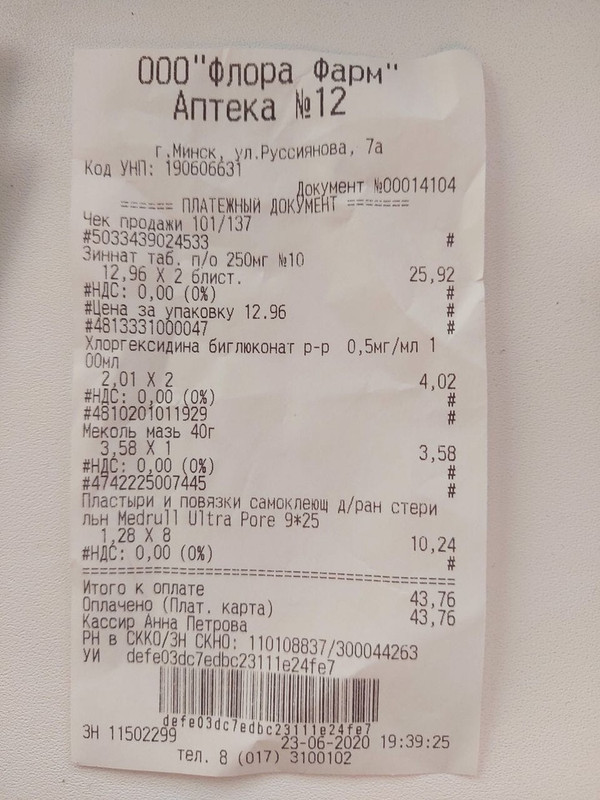 ООО"Флора Фарм"
Аптека №12
г.Минск, ул.Руссиянова, 7а
Код УНП: 190606631
Документ №00014104
====== ПЛАТЕЖНЫЙ ДОКУМЕНТ =======
Чек продажи 101/137
#5033439024533 #
Зиннат таб. п/о 250мг №10
12,96 X 2 блист. 25,92
#НДС: 0,00 (0%) #
#Цена за упаковку 12.96 #
#4813331000047 #
Хлоргексидина биглюконат р-р 0,5мг/мл 1
00мл
2,01 X 2 4,02
#НДС: 0,00 (0%) #
#4810201011929 #
Меколь мазь 40г
3,58 X 1 3,58
#НДС: 0,00 (0%) #
#4742225007445 #
Пластыри и повязки самоклеющ д/ран стери
льн Medrull Ultra Pore 9*25
1,28 X 8 10,24
#НДС: 0,00 (0%) #
========================================
Итого к оплате 43,76
Оплачено (Плат. карта) 43,76
Кассир Анна Петрова
РН в СККО/ЗН СКНО: 110108837/300044263
УИ defe03dc7edbc23111e24fe7
defe03dc7edbc23111e24fe7
ЗН 11502299 23-06-2020 19:39:25
тел. 8 (017) 3100102